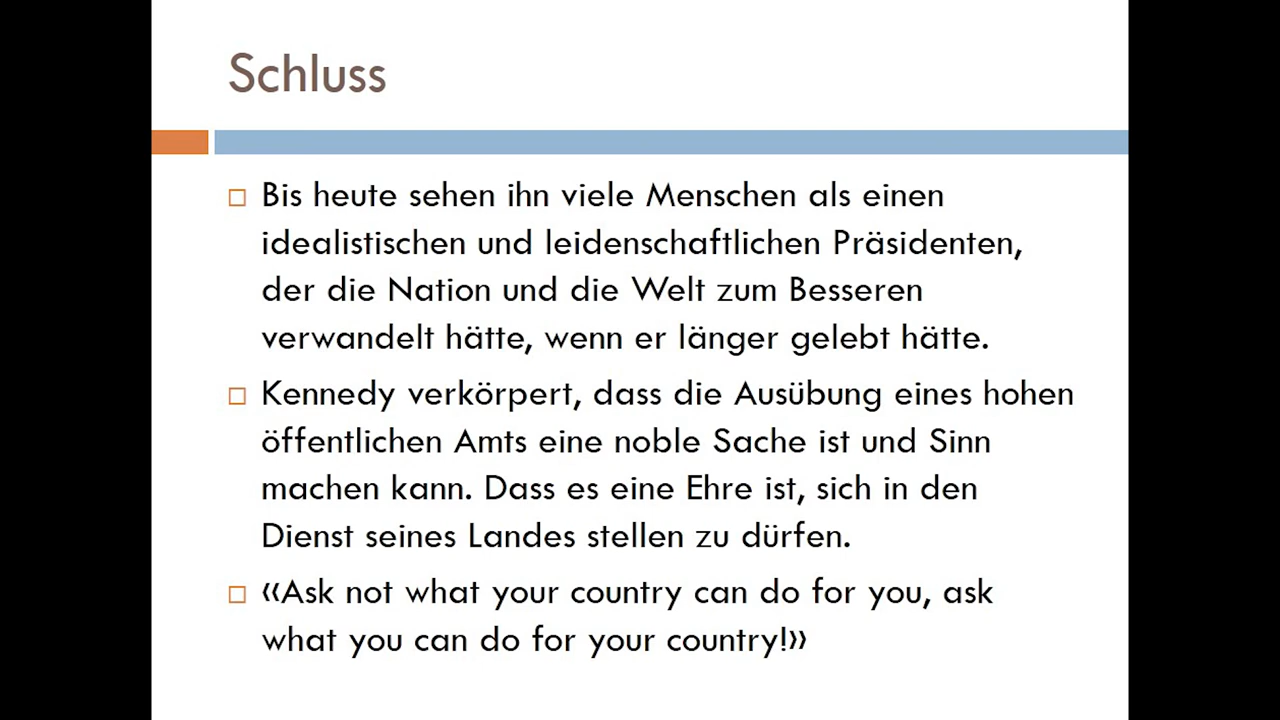 Schluss
Bis heute sehen ihn viele Menschen als einen
idealistischen und leidenschaftlichen Präsidenten,
der die Nation und die Welt zum Besseren
verwandelt hätte, wenn er länger gelebt hätte.
Kennedy verkörpert, dass die Ausübung eines hohen
öffentlichen Amts eine noble Sache ist und Sinn
machen kann. Dass es eine Ehre ist, sich in den
Dienst seines Landes stellen zu dürfen.
«Ask not what your country can do for you, ask
what you can do for your country!»